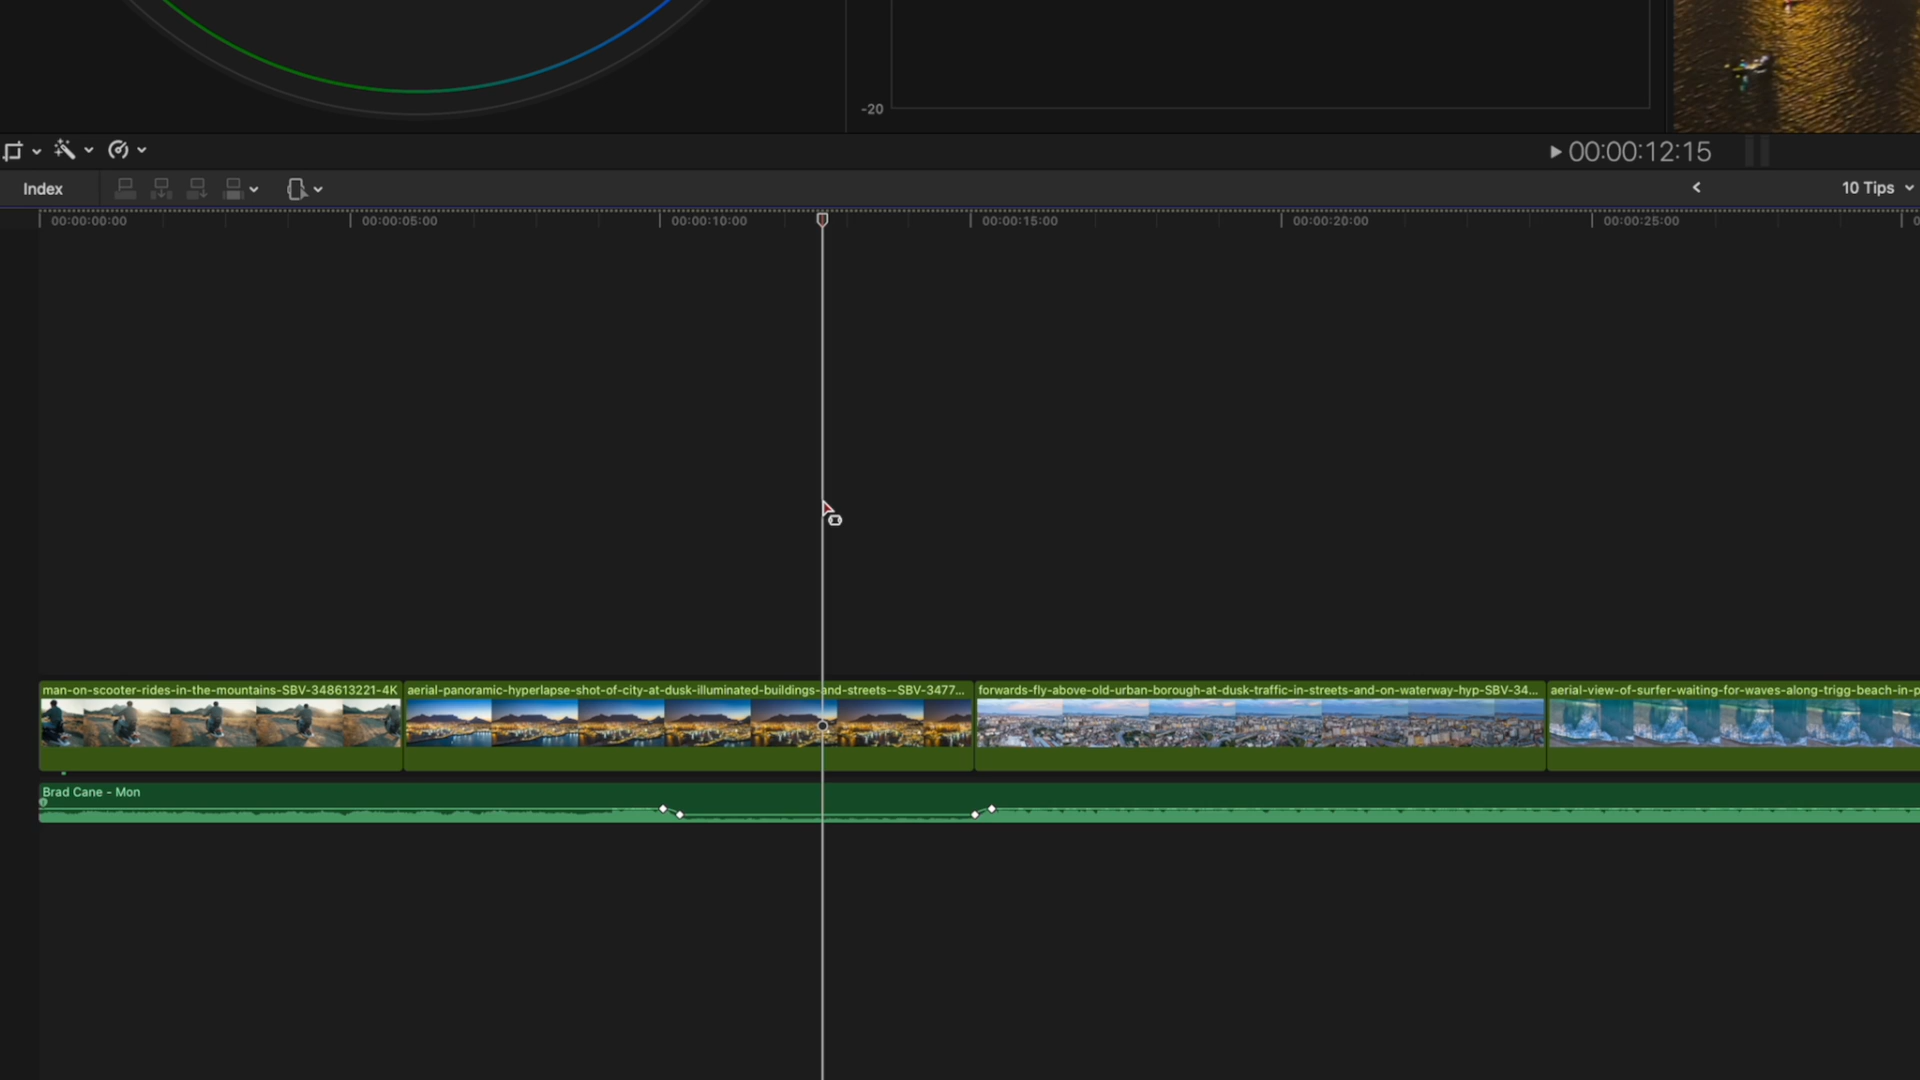 -20
00:00:12:15
Index
10 Tips
00:00:00:00
00:00:05:00
00:00:10:00
00:00:15:00
00:00:20:00
00:00:25:00
man-on-scooter-rides-in-the-mountains-SBV-348613221-4K
aerial-panoramic-hyperlapse-shot-of-city-at-dusk-illuminated-buildings-and-streets--SBV-3477...
forwards-fly-above-old-urban-borough-at-dusk-traffic-in-streets-and-on-waterway-hyp-SBV-34...
aerial-view-of-surfer-waiting-for-waves-along-trigg-beach-in-p
Brad Cane - Mon